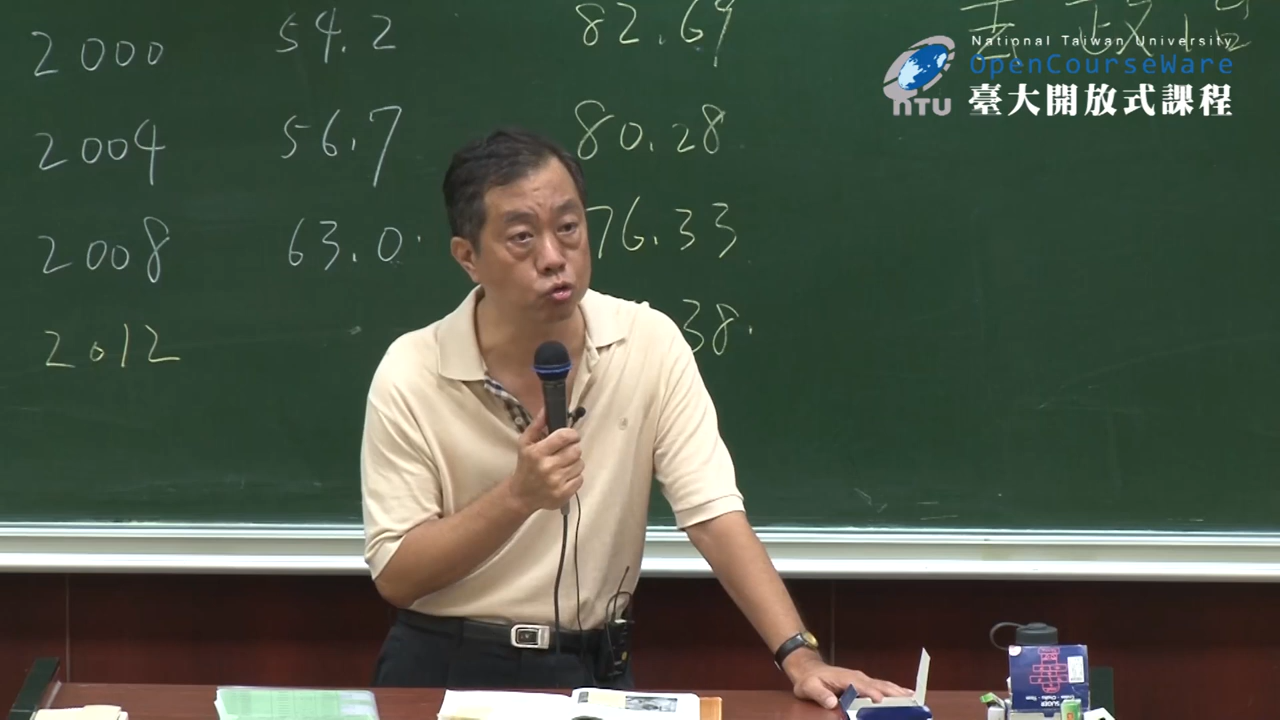 2000 54.2 82.69
National Taiwan University
OpenCourseWare
NTU 臺大開放式課程
2004 56.7 80.28
2008 63.0 76.33
2012 38